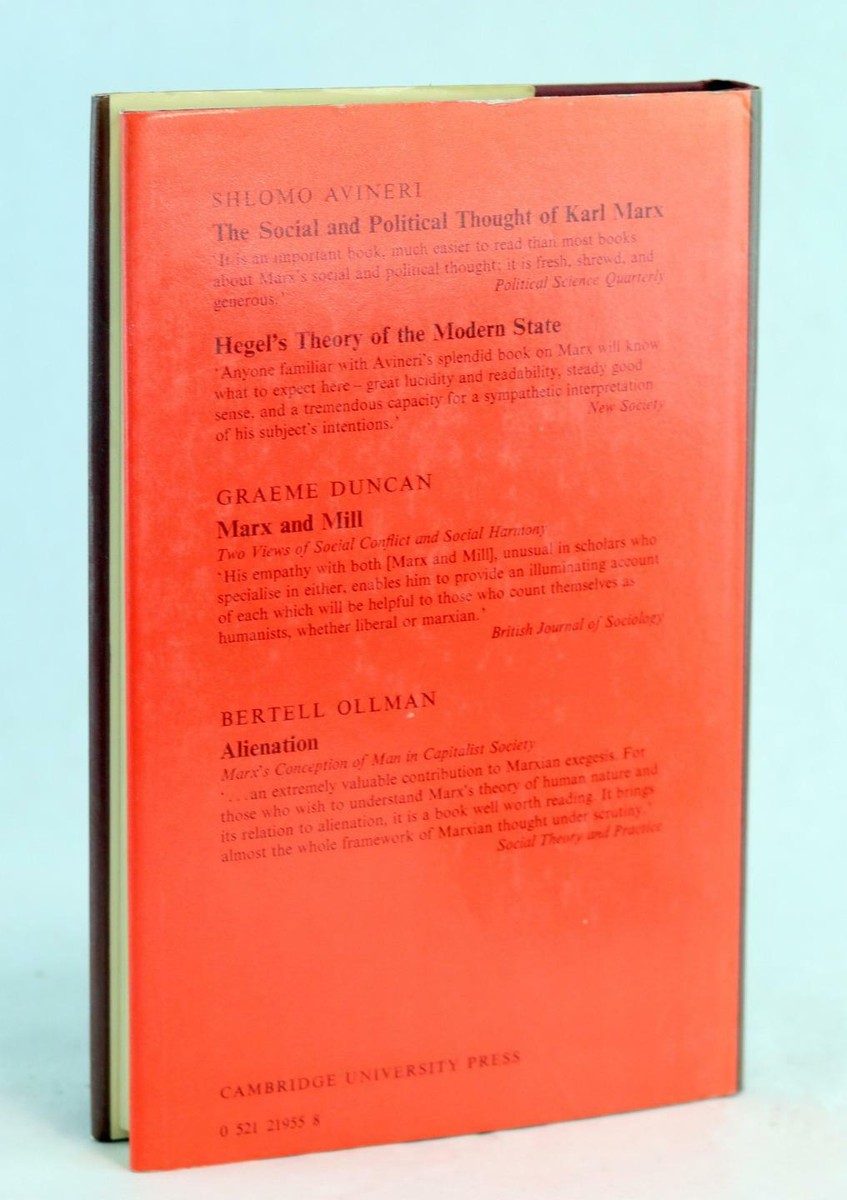 SHLOMO AVINERI
The Social and Political Thought of Karl Marx
'It is an important book, much easier to read than most books
about Marx's social and political thought; it is fresh, shrewd, and
generous.'
Political Science Quarterly
Hegel's Theory of the Modern State
'Anyone familiar with Avineri's splendid book on Marx will know
what to expect here – great lucidity and readability, steady good
sense, and a tremendous capacity for a sympathetic interpretation
of his subject's intentions.'
New Society
GRAEME DUNCAN
Marx and Mill
Two Views of Social Conflict and Social Harmony
'His empathy with both [Marx and Mill], unusual in scholars who
specialise in either, enables him to provide an illuminating account
of each which will be helpful to those who count themselves as
humanists, whether liberal or marxian.'
British Journal of Sociology
BERTELL OLLMAN
Alienation
Marx's Conception of Man in Capitalist Society
'...an extremely valuable contribution to Marxian exegesis. For
those who wish to understand Marx's theory of human nature and
its relation to alienation, it is a book well worth reading. It brings
almost the whole framework of Marxian thought under scrutiny.'
Social Theory and Practice
CAMBRIDGE UNIVERSITY PRESS
0 521 21955 8